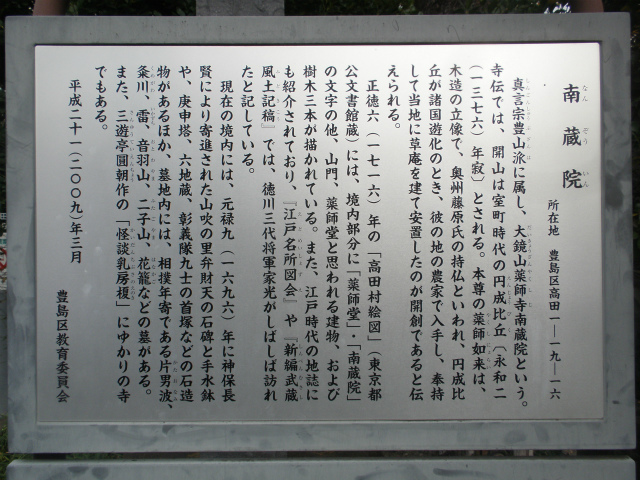 南蔵院
所在地 豊島区高田一―一九―一六
真言宗豊山派に属し、大鏡山薬師寺南蔵院という。
寺伝では、開山は室町時代の円成比丘〔永和二
(一三七六)年寂〕とされる。本尊の薬師如来は、
木造の立像で、奥州藤原氏の持仏といわれ、円成比
丘が諸国遊化のとき、彼の地の農家で入手し、奉持
して当地に草庵を建て安置したのが開創であると伝
えられる。
正徳六(一七一六)年の「高田村絵図」(東京都
公文書館蔵)には、境内部分に「薬師堂」・「南蔵院」
の文字の他、山門、薬師堂と思われる建物、および
樹木三本が描かれている。また、江戸時代の地誌に
も紹介されており、『江戸名所図会』や『新編武蔵
風土記稿』では、徳川三代将軍家光がしばしば訪れ
たと記している。
現在の境内には、元禄九(一六九六)年に神保長
賢により寄進された山吹の里弁財天の石碑と手水鉢
や、庚申塔、六地蔵、彰義隊九士の首塚などの石造
物があるほか、墓地内には、相撲年寄である片男波、
粂川、雷、音羽山、二子山、花籠などの墓がある。
また、三遊亭圓朝作の「怪談乳房榎」にゆかりの寺
でもある。
平成二十一(二〇〇九)年三月
豊島区教育委員会